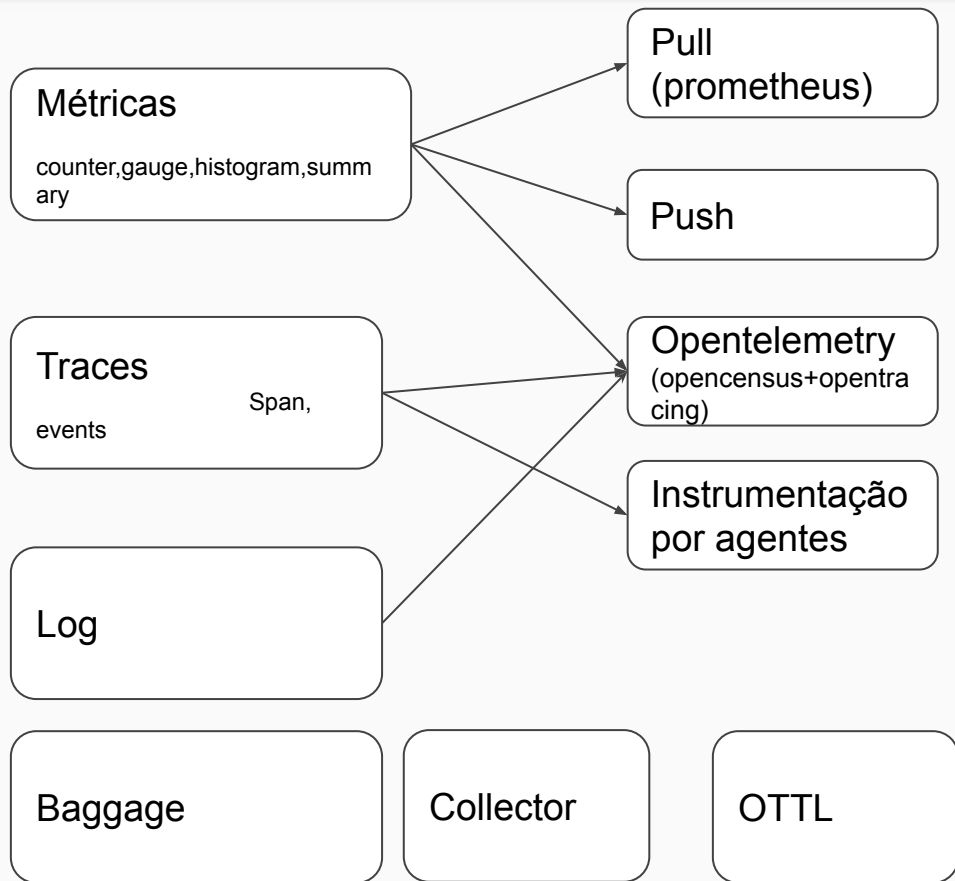 Métricas
counter,gauge,histogram,summ
ary
Pull
(prometheus)
Push
Traces
Span,
events
Opentelemetry
(opencensus+opentra
cing)
Instrumentação
por agentes
Log
Baggage
Collector
OTTL